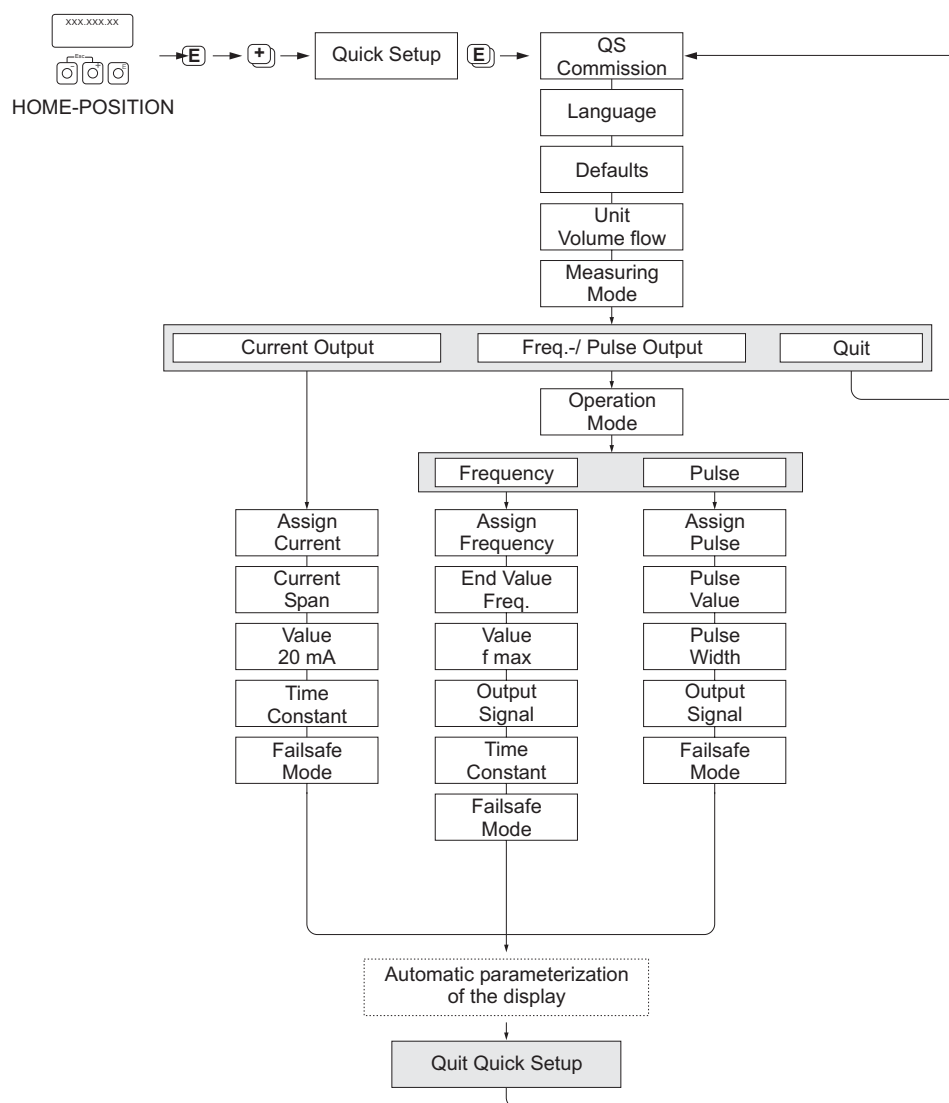 xxx.xxx.xx
Esc
- + E
HOME-POSITION
E
+
Quick Setup
E
QS
Commission
Language
Defaults
Unit
Volume flow
Measuring
Mode
Current Output
Freq.-/ Pulse Output
Quit
Operation
Mode
Frequency
Pulse
Assign
Current
Current
Span
Value
20 mA
Time
Constant
Failsafe
Mode
Assign
Frequency
End Value
Freq.
Value
f max
Output
Signal
Time
Constant
Failsafe
Mode
Assign
Pulse
Pulse
Value
Pulse
Width
Output
Signal
Failsafe
Mode
Automatic parameterization
of the display
Quit Quick Setup